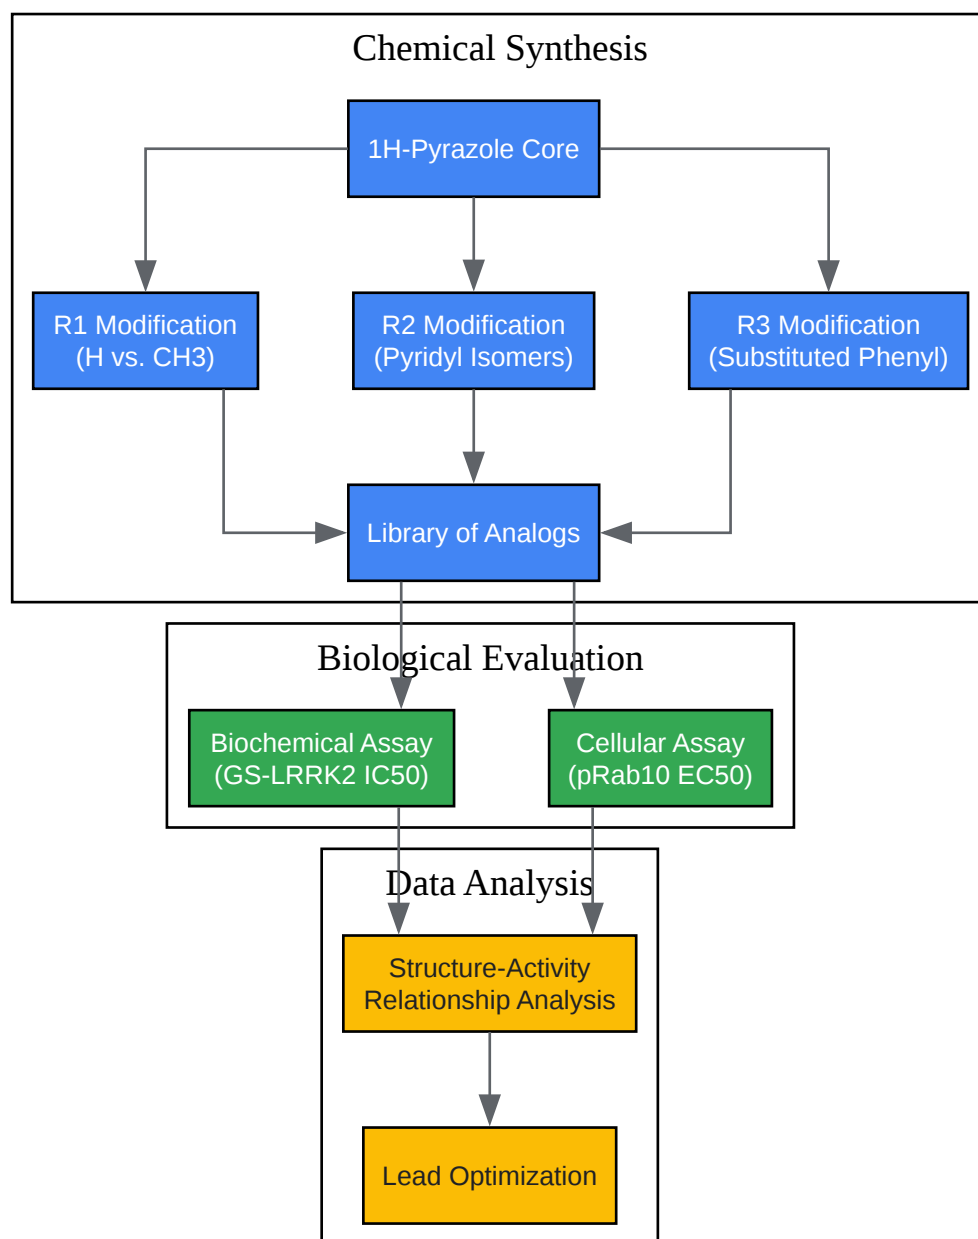 Chemical Synthesis
1H-Pyrazole Core
R1 Modification
(H vs. CH3)
R2 Modification
(Pyridyl Isomers)
R3 Modification
(Substituted Phenyl)
Library of Analogs
Biological Evaluation
Biochemical Assay
(GS-LRRK2 IC50)
Cellular Assay
(pRab10 EC50)
Data Analysis
Structure-Activity
Relationship Analysis
Lead Optimization